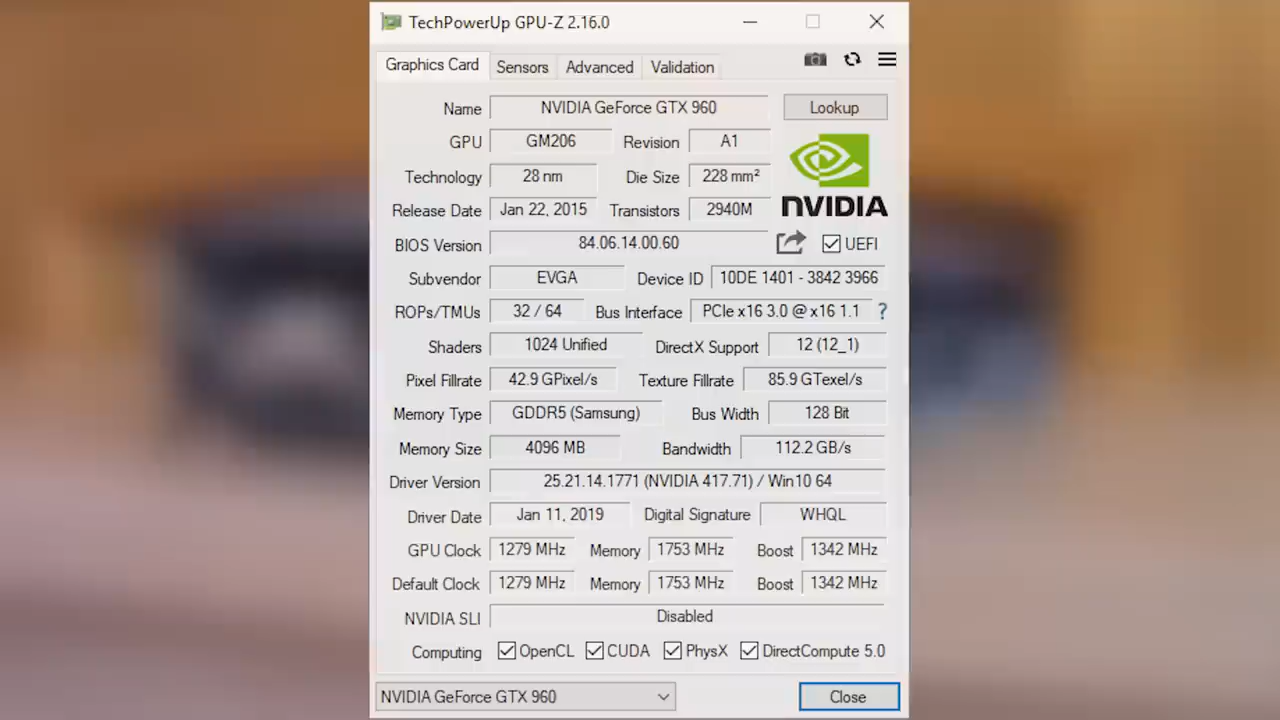 TechPowerUp GPU-Z 2.16.0
Graphics Card Sensors Advanced Validation
Name NVIDIA GeForce GTX 960 Lookup
GPU GM206 Revision A1
Technology 28 nm Die Size 228 mm²
Release Date Jan 22, 2015 Transistors 2940M
NVIDIA
BIOS Version 84.06.14.00.60 UEFI
Subvendor EVGA Device ID 10DE 1401 - 3842 3966
ROPs/TMUs 32 / 64 Bus Interface PCIe x16 3.0 @ x16 1.1 ?
Shaders 1024 Unified DirectX Support 12 (12_1)
Pixel Fillrate 42.9 GPixel/s Texture Fillrate 85.9 GTexel/s
Memory Type GDDR5 (Samsung) Bus Width 128 Bit
Memory Size 4096 MB Bandwidth 112.2 GB/s
Driver Version 25.21.14.1771 (NVIDIA 417.71) / Win10 64
Driver Date Jan 11, 2019 Digital Signature WHQL
GPU Clock 1279 MHz Memory 1753 MHz Boost 1342 MHz
Default Clock 1279 MHz Memory 1753 MHz Boost 1342 MHz
NVIDIA SLI Disabled
Computing OpenCL CUDA PhysX DirectCompute 5.0
NVIDIA GeForce GTX 960 Close